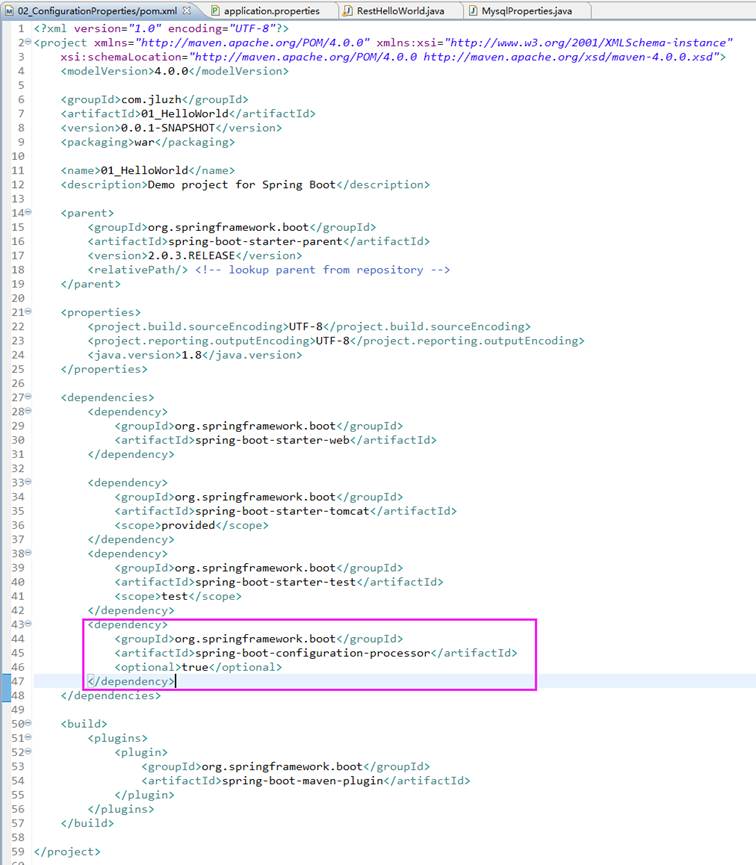 02_ConfigurationProperties/pom.xml application.properties RestHelloWorld.java MysqlProperties.java
1 <?xml version="1.0" encoding="UTF-8"?>
2 <project xmlns="http://maven.apache.org/POM/4.0.0" xmlns:xsi="http://www.w3.org/2001/XMLSchema-instance"
3 xsi:schemaLocation="http://maven.apache.org/POM/4.0.0 http://maven.apache.org/xsd/maven-4.0.0.xsd">
4 <modelVersion>4.0.0</modelVersion>
5
6 <groupId>com.jluzh</groupId>
7 <artifactId>01_HelloWorld</artifactId>
8 <version>0.0.1-SNAPSHOT</version>
9 <packaging>war</packaging>
10
11 <name>01_HelloWorld</name>
12 <description>Demo project for Spring Boot</description>
13
14 <parent>
15 <groupId>org.springframework.boot</groupId>
16 <artifactId>spring-boot-starter-parent</artifactId>
17 <version>2.0.3.RELEASE</version>
18 <relativePath/> <!-- lookup parent from repository -->
19 </parent>
20
21 <properties>
22 <project.build.sourceEncoding>UTF-8</project.build.sourceEncoding>
23 <project.reporting.outputEncoding>UTF-8</project.reporting.outputEncoding>
24 <java.version>1.8</java.version>
25 </properties>
26
27 <dependencies>
28 <dependency>
29 <groupId>org.springframework.boot</groupId>
30 <artifactId>spring-boot-starter-web</artifactId>
31 </dependency>
32
33 <dependency>
34 <groupId>org.springframework.boot</groupId>
35 <artifactId>spring-boot-starter-tomcat</artifactId>
36 <scope>provided</scope>
37 </dependency>
38 <dependency>
39 <groupId>org.springframework.boot</groupId>
40 <artifactId>spring-boot-starter-test</artifactId>
41 <scope>test</scope>
42 </dependency>
43 <dependency>
44 <groupId>org.springframework.boot</groupId>
45 <artifactId>spring-boot-configuration-processor</artifactId>
46 <optional>true</optional>
47 </dependency>
48 </dependencies>
49
50 <build>
51 <plugins>
52 <plugin>
53 <groupId>org.springframework.boot</groupId>
54 <artifactId>spring-boot-maven-plugin</artifactId>
55 </plugin>
56 </plugins>
57 </build>
58
59 </project>